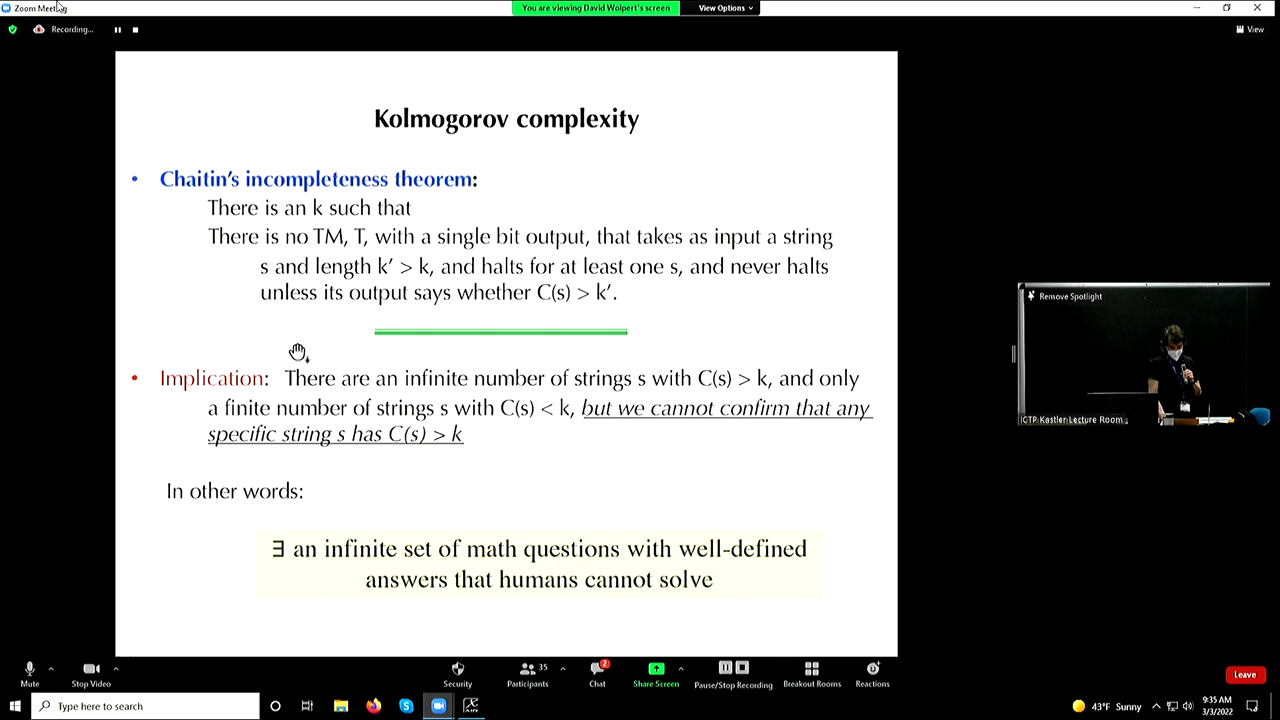 Zoom Meeting
You are viewing David Wolpert's screen
View Options
Recording...
View
Kolmogorov complexity
• Chaitin's incompleteness theorem:
There is an k such that
There is no TM, T, with a single bit output, that takes as input a string
s and length k' > k, and halts for at least one s, and never halts
unless its output says whether C(s) > k'.
Remove Spotlight
ICTP Kastler Lecture Room
• Implication: There are an infinite number of strings s with C(s) > k, and only
a finite number of strings s with C(s) < k, but we cannot confirm that any
specific string s has C(s) > k
In other words:
∃ an infinite set of math questions with well-defined
answers that humans cannot solve
Mute
Stop Video
Security
Participants
35
Chat
2
Share Screen
Pause/Stop Recording
Breakout Rooms
Reactions
Leave
Type here to search
43°F Sunny
9:35 AM
3/3/2022